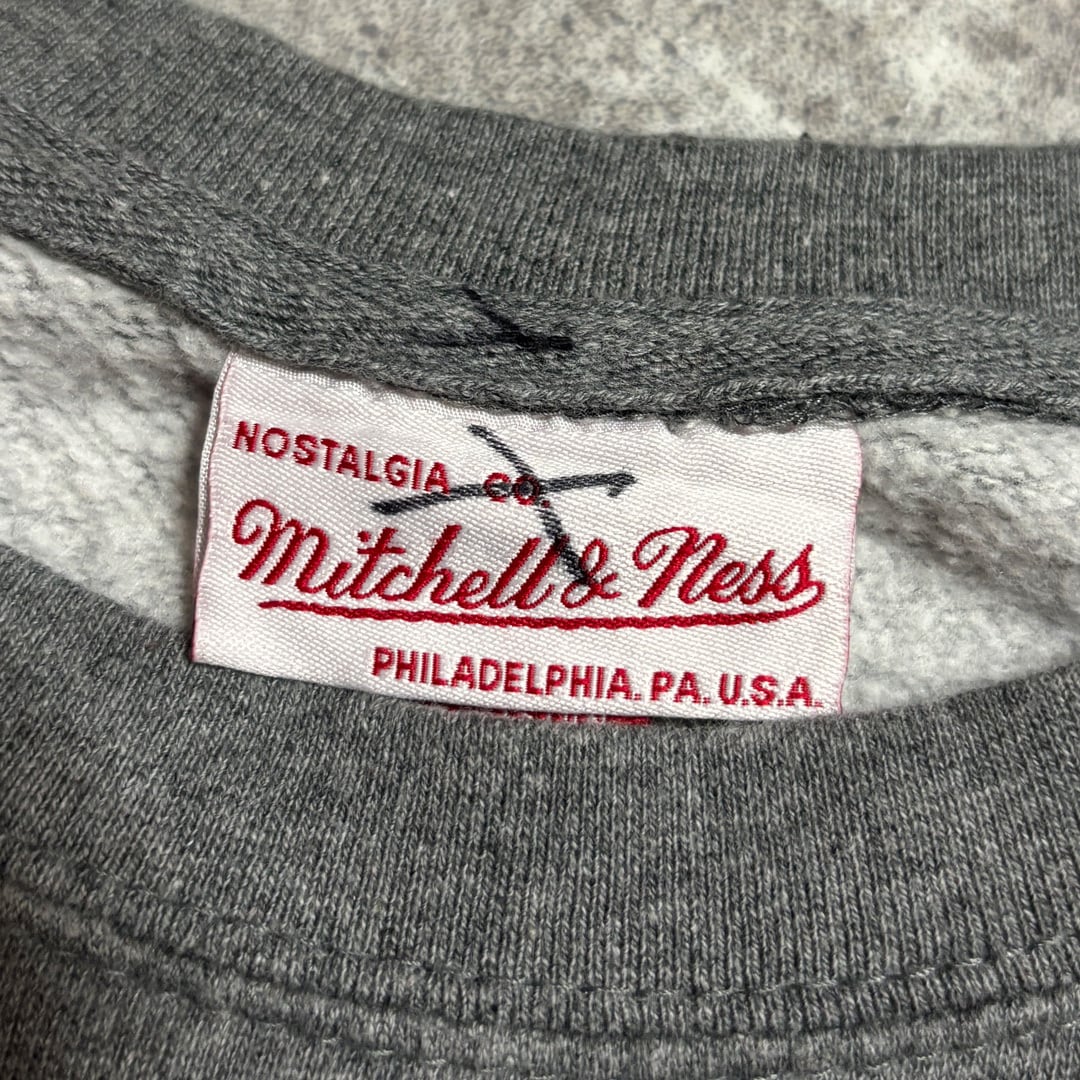 NOSTALGIA CO.
Mitchell & Ness
PHILADELPHIA. PA. U.S.A.